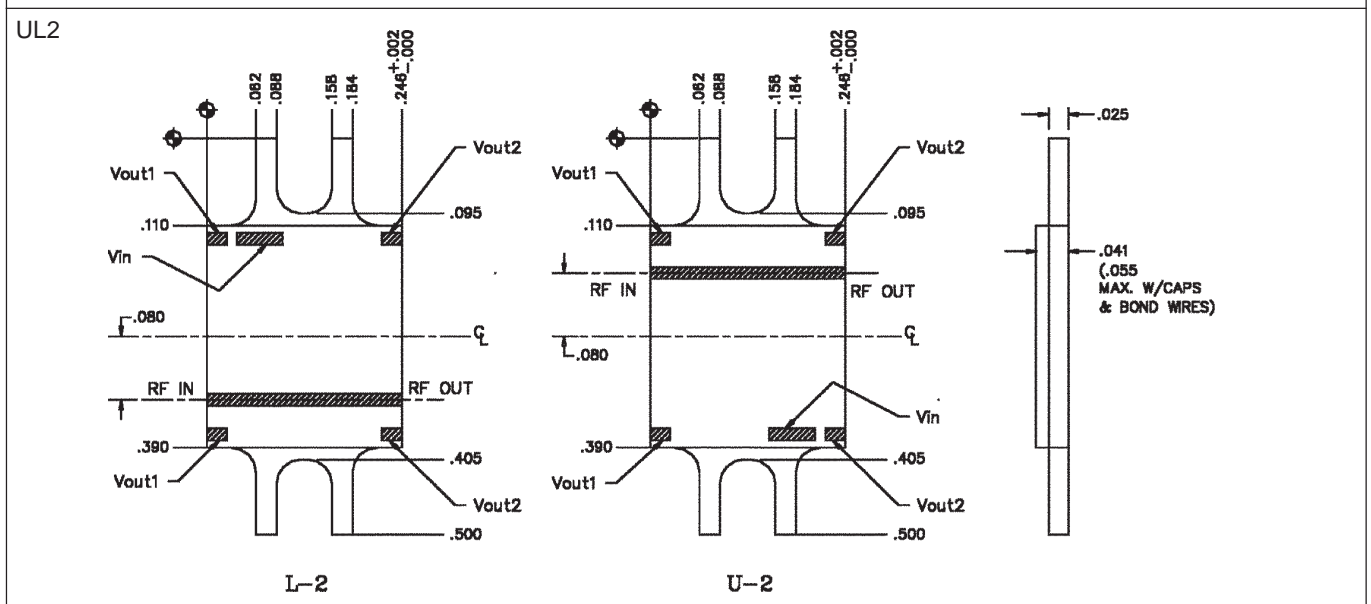 UL2
.062
.088
.158
.184
.246 +.002 -.000
Vout1
Vout2
.110
.095
Vin
.080
RF IN
RF OUT
C L
.390
.405
Vout1
Vout2
.500
L-2
.062
.088
.158
.184
.246 +.002 -.000
Vout1
Vout2
.110
.095
RF IN
RF OUT
C L
.080
Vin
.390
.405
Vout1
Vout2
.500
U-2
.025
.041
(.055
MAX. W/CAPS
& BOND WIRES)